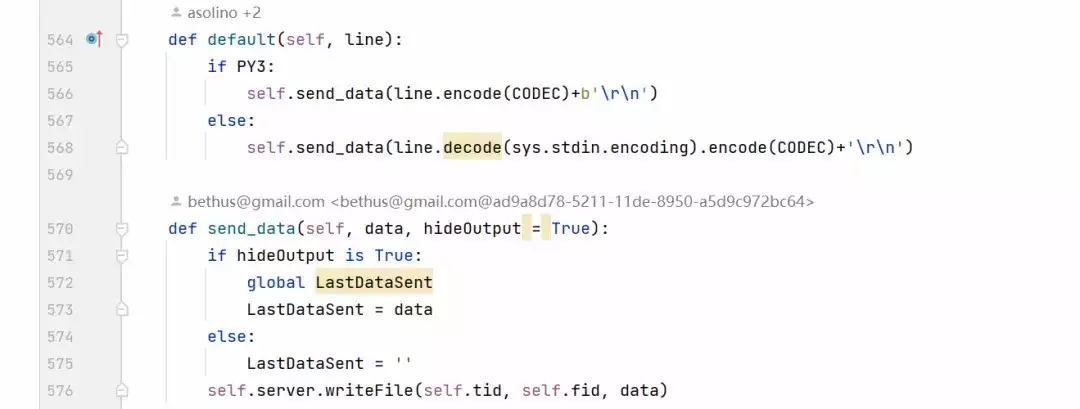 asolino +2
564 def default(self, line):
565 if PY3:
566 self.send_data(line.encode(CODEC)+b'\r\n')
567 else:
568 self.send_data(line.decode(sys.stdin.encoding).encode(CODEC)+'\r\n')
569
bethus@gmail.com <bethus@gmail.com@ad9a8d78-5211-11de-8950-a5d9c972bc64>
570 def send_data(self, data, hideOutput = True):
571 if hideOutput is True:
572 global LastDataSent
573 LastDataSent = data
574 else:
575 LastDataSent = ''
576 self.server.writeFile(self.tid, self.fid, data)